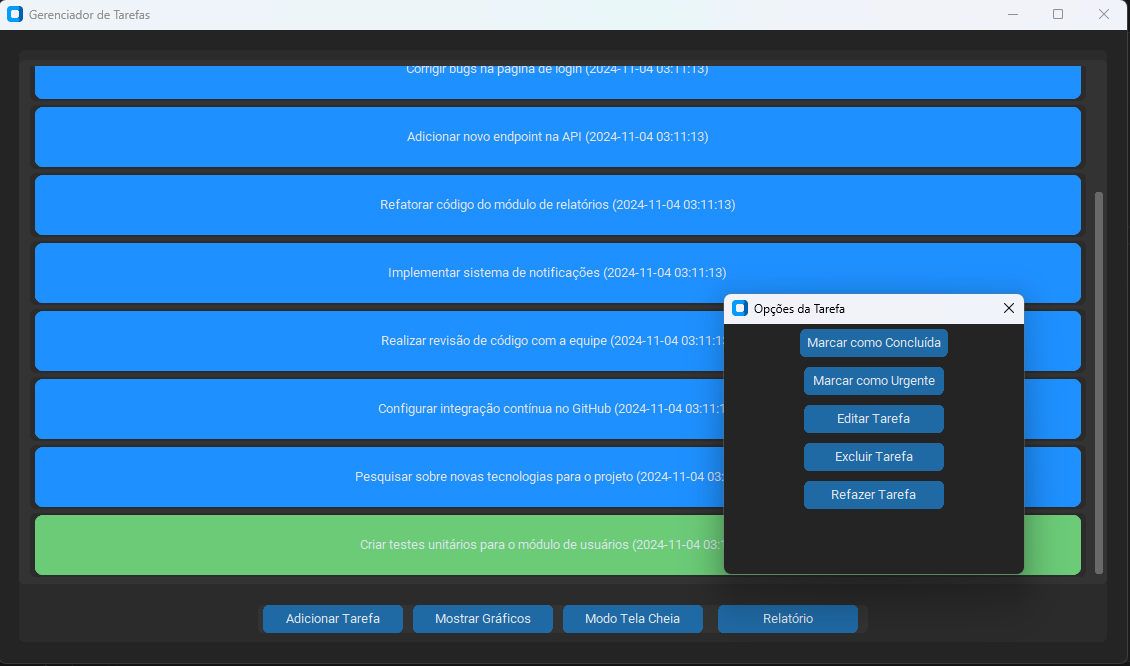 Gerenciador de Tarefas
Corrigir bugs na página de login (2024-11-04 03:11:13)
Adicionar novo endpoint na API (2024-11-04 03:11:13)
Refatorar código do módulo de relatórios (2024-11-04 03:11:13)
Implementar sistema de notificações (2024-11-04 03:11:13)
Realizar revisão de código com a equipe (2024-11-04 03:11:1
Configurar integração contínua no GitHub (2024-11-04 03:11:1
Pesquisar sobre novas tecnologias para o projeto (2024-11-04 03:
Criar testes unitários para o módulo de usuários (2024-11-04 03:1
Opções da Tarefa
Marcar como Concluída
Marcar como Urgente
Editar Tarefa
Excluir Tarefa
Refazer Tarefa
Adicionar Tarefa
Mostrar Gráficos
Modo Tela Cheia
Relatório